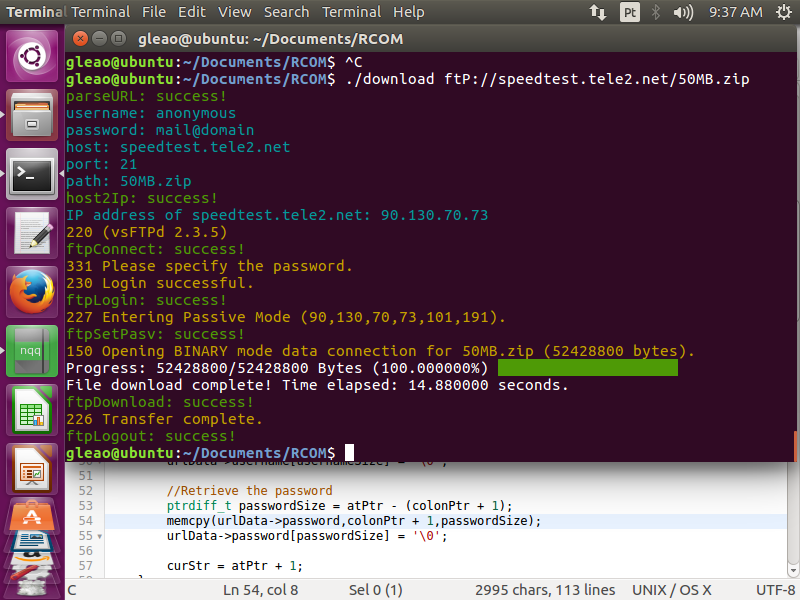 Terminal Terminal File Edit View Search Terminal Help Pt 9:37 AM
gleao@ubuntu: ~/Documents/RCOM
gleao@ubuntu:~/Documents/RCOM$ ^C
gleao@ubuntu:~/Documents/RCOM$ ./download ftP://speedtest.tele2.net/50MB.zip
parseURL: success!
username: anonymous
password: mail@domain
host: speedtest.tele2.net
port: 21
path: 50MB.zip
host2Ip: success!
IP address of speedtest.tele2.net: 90.130.70.73
220 (vsFTPd 2.3.5)
ftpConnect: success!
331 Please specify the password.
230 Login successful.
ftpLogin: success!
227 Entering Passive Mode (90,130,70,73,101,191).
ftpSetPasv: success!
150 Opening BINARY mode data connection for 50MB.zip (52428800 bytes).
Progress: 52428800/52428800 Bytes (100.000000%)
File download complete! Time elapsed: 14.880000 seconds.
ftpDownload: success!
226 Transfer complete.
ftpLogout: success!
gleao@ubuntu:~/Documents/RCOM$
nqq
50 urlData->username[usernameSize] = '\0';
51
52 //Retrieve the password
53 ptrdiff_t passwordSize = atPtr - (colonPtr + 1);
54 memcpy(urlData->password,colonPtr + 1,passwordSize);
55 urlData->password[passwordSize] = '\0';
56
57 curStr = atPtr + 1;
58 }
C Ln 54, col 8 Sel 0 (1) 2995 chars, 113 lines UNIX / OS X UTF-8